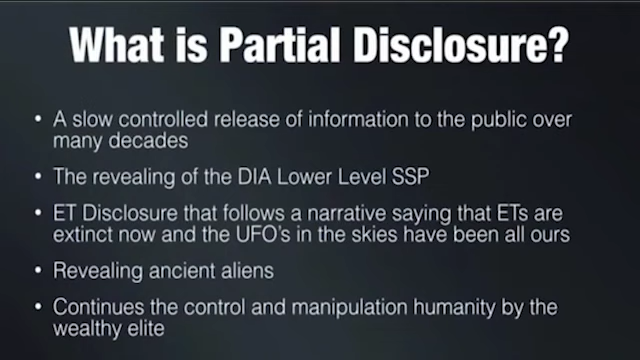 What is Partial Disclosure?
• A slow controlled release of information to the public over
many decades
• The revealing of the DIA Lower Level SSP
• ET Disclosure that follows a narrative saying that ETs are
extinct now and the UFO's in the skies have been all ours
• Revealing ancient aliens
• Continues the control and manipulation humanity by the
wealthy elite